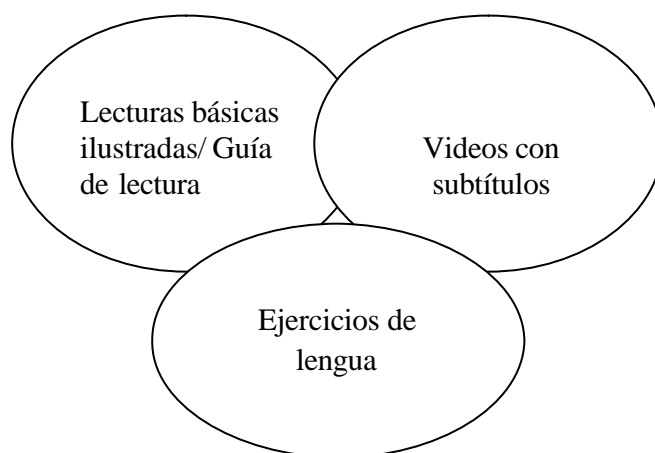 Lecturas básicas
ilustradas/ Guía
de lectura
Videos con
subtítulos
Ejercicios de
lengua